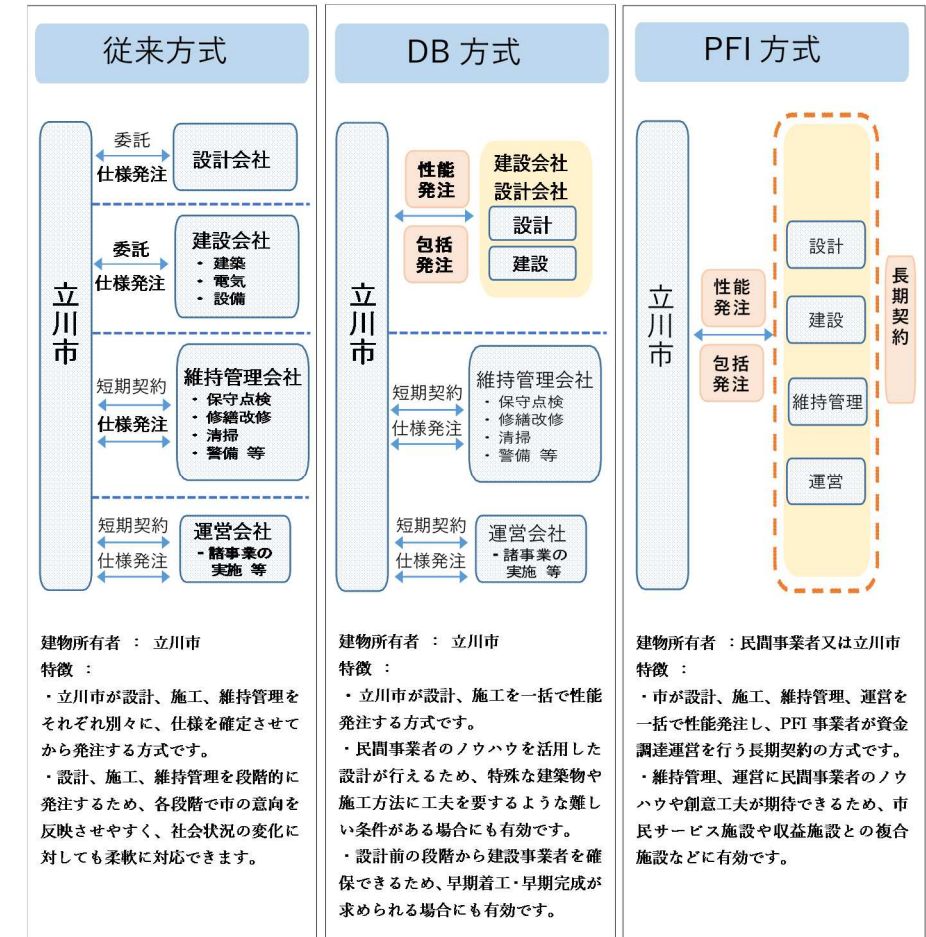 従来方式
立川市
委託
仕様発注
設計会社
委託
仕様発注
建設会社
・ 建築
・ 電気
・ 設備
短期契約
仕様発注
維持管理会社
・ 保守点検
・ 修繕改修
・ 清掃
・ 警備 等
短期契約
仕様発注
運営会社
- 諸事業の
実施 等
建物所有者 ： 立川市
特徴 ：
・立川市が設計、施工、維持管理を
それぞれ別々に、仕様を確定させて
から発注する方式です。
・設計、施工、維持管理を段階的に
発注するため、各段階で市の意向を
反映させやすく、社会状況の変化に
対しても柔軟に対応できます。
DB 方式
立川市
性能
発注
包括
発注
建設会社
設計会社
設計
建設
短期契約
仕様発注
維持管理会社
・ 保守点検
・ 修繕改修
・ 清掃
・ 警備 等
短期契約
仕様発注
運営会社
- 諸事業の
実施 等
建物所有者 ： 立川市
特徴 ：
・立川市が設計、施工を一括で性能
発注する方式です。
・民間事業者のノウハウを活用した
設計が行えるため、特殊な建築物や
施工方法に工夫を要するような難し
い条件がある場合にも有効です。
・設計前の段階から建設事業者を確
保できるため、早期着工・早期完成が
求められる場合にも有効です。
PFI 方式
立川市
性能
発注
包括
発注
設計
建設
維持管理
運営
長期契約
建物所有者 ：民間事業者又は立川市
特徴 ：
・市が設計、施工、維持管理、運営を
一括で性能発注し、PFI 事業者が資金
調達運営を行う長期契約の方式です。
・維持管理、運営に民間事業者のノウ
ハウや創意工夫が期待できるため、市
民サービス施設や収益施設との複合
施設などに有効です。